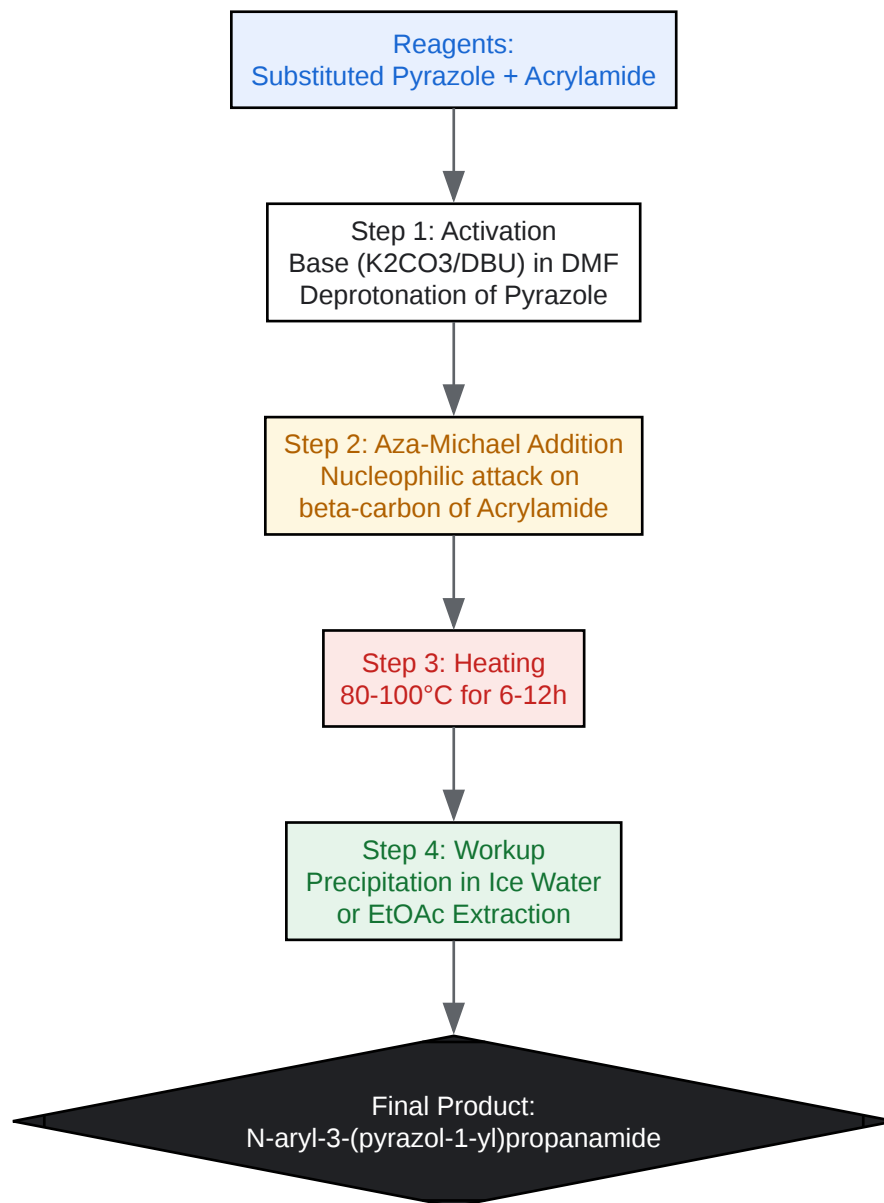 Reagents:
Substituted Pyrazole + Acrylamide
Step 1: Activation
Base (K2CO3/DBU) in DMF
Deprotonation of Pyrazole
Step 2: Aza-Michael Addition
Nucleophilic attack on
beta-carbon of Acrylamide
Step 3: Heating
80-100°C for 6-12h
Step 4: Workup
Precipitation in Ice Water
or EtOAc Extraction
Final Product:
N-aryl-3-(pyrazol-1-yl)propanamide